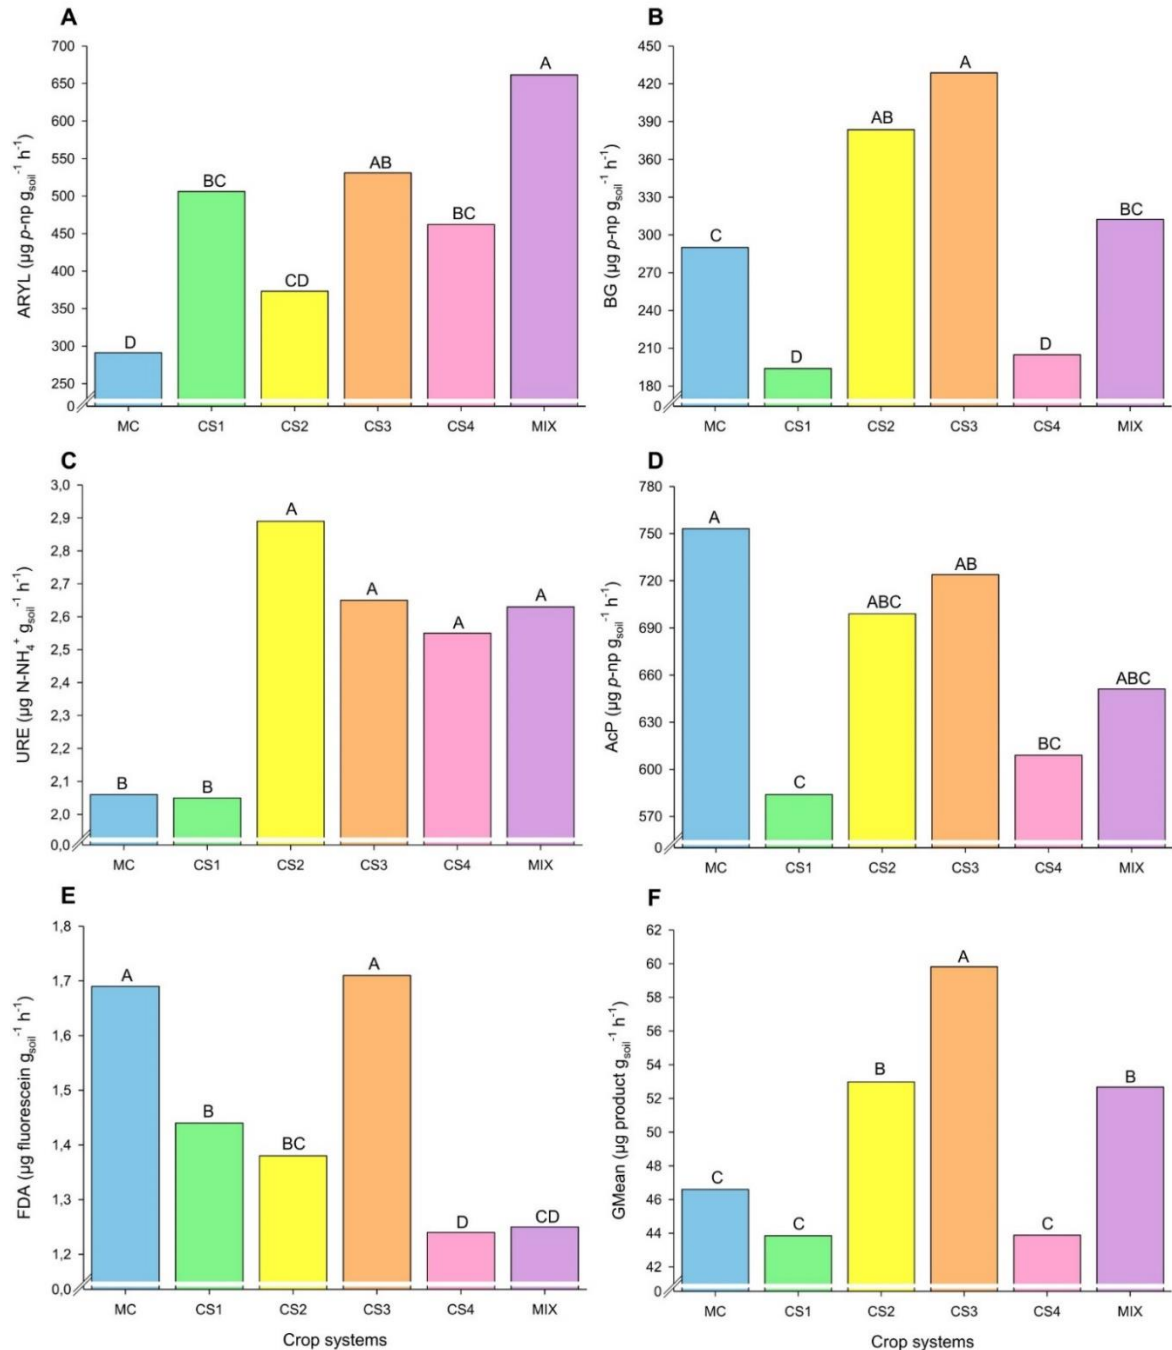 A
700
650
600
550
500
450
400
350
300
250
0
ARYL (µg p-np g_soil⁻¹ h⁻¹)
D
BC
CD
AB
BC
A
MC CS1 CS2 CS3 CS4 MIX
B
450
420
390
360
330
300
270
240
210
180
0
BG (µg p-np g_soil⁻¹ h⁻¹)
C
D
AB
A
D
BC
MC CS1 CS2 CS3 CS4 MIX
C
3,0
2,9
2,8
2,7
2,6
2,5
2,4
2,3
2,2
2,1
2,0
0,0
URE (µg N-NH₄⁺ g_soil⁻¹ h⁻¹)
B
B
A
A
A
A
MC CS1 CS2 CS3 CS4 MIX
D
780
750
720
690
660
630
600
570
0
AcP (µg p-np g_soil⁻¹ h⁻¹)
A
C
ABC
AB
BC
ABC
MC CS1 CS2 CS3 CS4 MIX
E
1,8
1,7
1,6
1,5
1,4
1,3
1,2
0,0
FDA (µg fluorescein g_soil⁻¹ h⁻¹)
A
B
BC
A
D
CD
MC CS1 CS2 CS3 CS4 MIX
Crop systems
F
62
60
58
56
54
52
50
48
46
44
42
0
GMean (µg product g_soil⁻¹ h⁻¹)
C
C
B
A
C
B
MC CS1 CS2 CS3 CS4 MIX
Crop systems